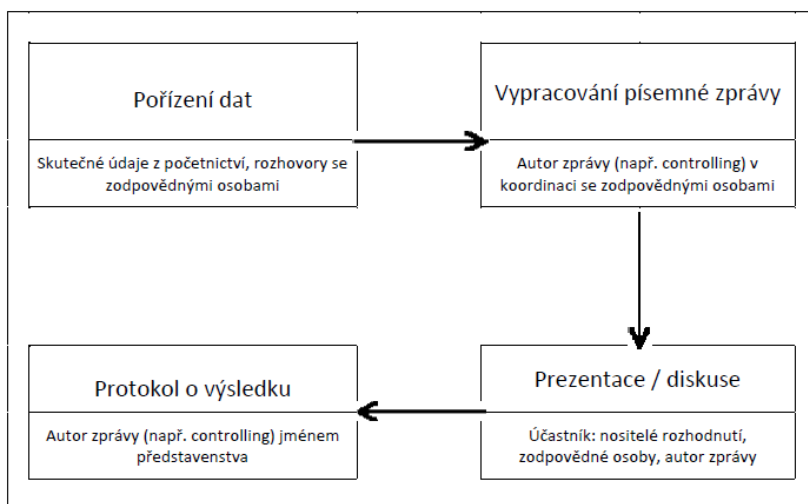 Pořízení dat
Skutečné údaje z početnictví, rozhovory se
zodpovědnými osobami
Vypracování písemné zprávy
Autor zprávy (např. controlling) v
koordinaci se zodpovědnými osobami
Prezentace / diskuse
Účastník: nositelé rozhodnutí,
zodpovědné osoby, autor zprávy
Protokol o výsledku
Autor zprávy (např. controlling) jménem
představenstva